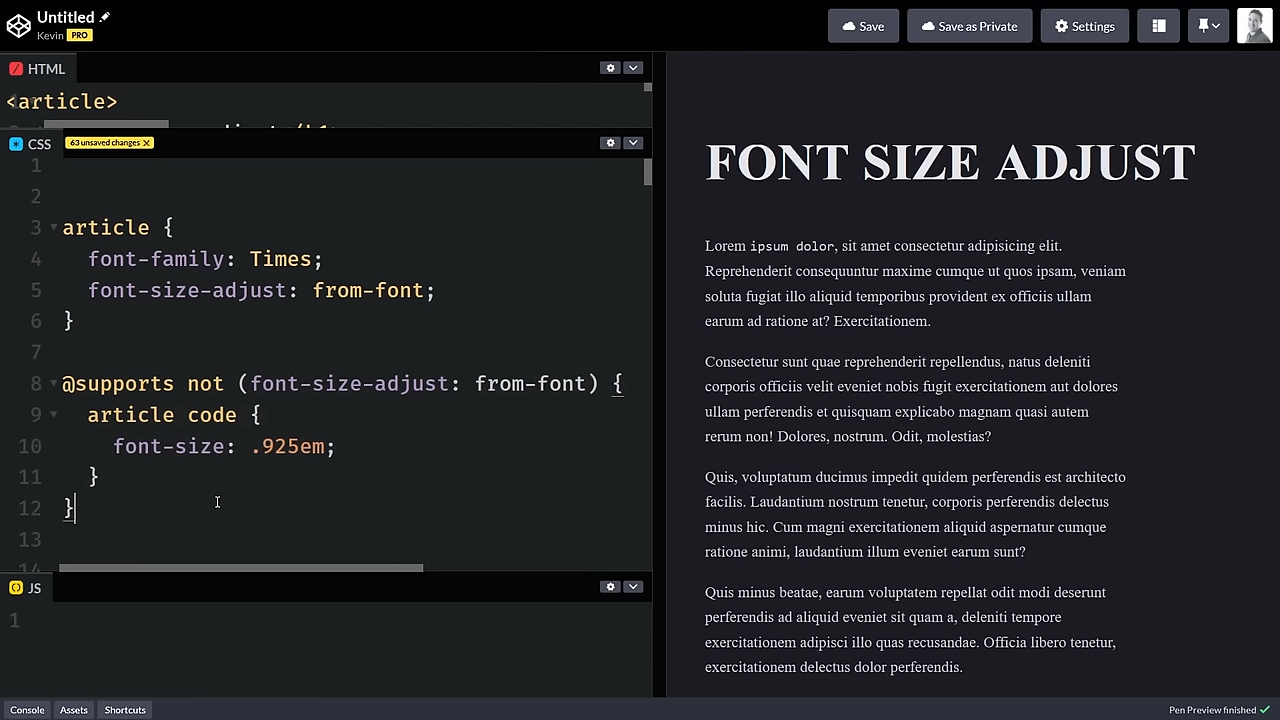 Untitled
Kevin PRO
Save
Save as Private
Settings
HTML
<article>
CSS
63 unsaved changes X
1
2
3 article {
4 font-family: Times;
5 font-size-adjust: from-font;
6 }
7
8 @supports not (font-size-adjust: from-font) {
9 article code {
10 font-size: .925em;
11 }
12 }
13
14
JS
1
FONT SIZE ADJUST
Lorem ipsum dolor, sit amet consectetur adipisicing elit.
Reprehenderit consequuntur maxime cumque ut quos ipsam, veniam
soluta fugiat illo aliquid temporibus provident ex officiis ullam
earum ad ratione at? Exercitationem.
Consectetur sunt quae reprehenderit repellendus, natus deleniti
corporis officiis velit eveniet nobis fugit exercitationem aut dolores
ullam perferendis et quisquam explicabo magnam quasi autem
rerum non! Dolores, nostrum. Odit, molestias?
Quis, voluptatum ducimus impedit quidem perferendis est architecto
facilis. Laudantium nostrum tenetur, corporis perferendis delectus
minus hic. Cum magni exercitationem aliquid aspernatur cumque
ratione animi, laudantium illum eveniet earum sunt?
Quis minus beatae, earum voluptatem repellat odit modi deserunt
perferendis ad aliquid eveniet sit quam a, deleniti tempore
exercitationem adipisci illo quas recusandae. Officia libero tenetur,
exercitationem delectus dolor perferendis.
Console
Assets
Shortcuts
Pen Preview finished